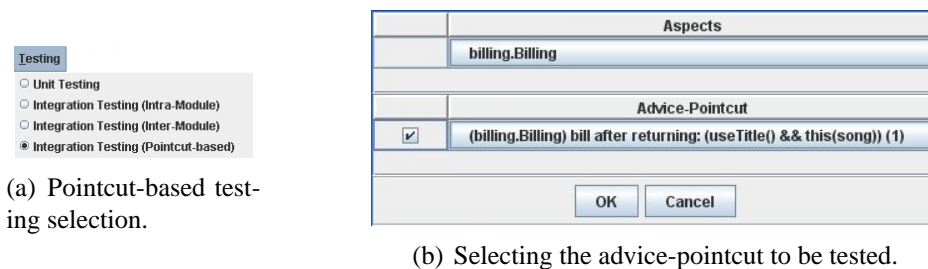 Testing
Unit Testing
Integration Testing (Intra-Module)
Integration Testing (Inter-Module)
Integration Testing (Pointcut-based)
(a) Pointcut-based test-
ing selection.
Aspects
billing.Billing
Advice-Pointcut
(billing.Billing) bill after returning: (useTitle() && this(song)) (1)
OK Cancel
(b) Selecting the advice-pointcut to be tested.